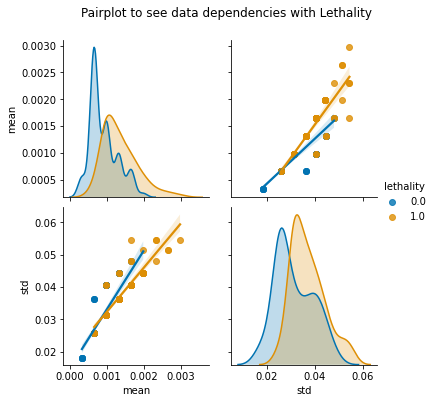 Pairplot to see data dependencies with Lethality
0.0030
0.0025
0.0020
0.0015
0.0010
0.0005
mean
lethality
0.0
1.0
0.06
0.05
0.04
0.03
0.02
std
0.000 0.001 0.002 0.003
mean
0.02 0.04 0.06
std